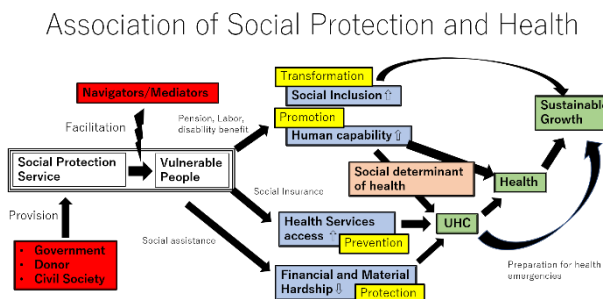 Association of Social Protection and Health
Transformation
Social Inclusion⇧
Navigators/Mediators
Sustainable
Growth
Promotion
Pension, Labor,
disability benefit
Facilitation
Human capability⇧
Social Protection
Service
Vulnerable
People
Social determinant
of health
Health
Social Insurance
Provision
Health Services
access ⇧
Prevention
UHC
Social assistance
• Government
• Donor
• Civil Society
Financial and Material
Hardship⇩
Protection
Preparation for health
emergencies